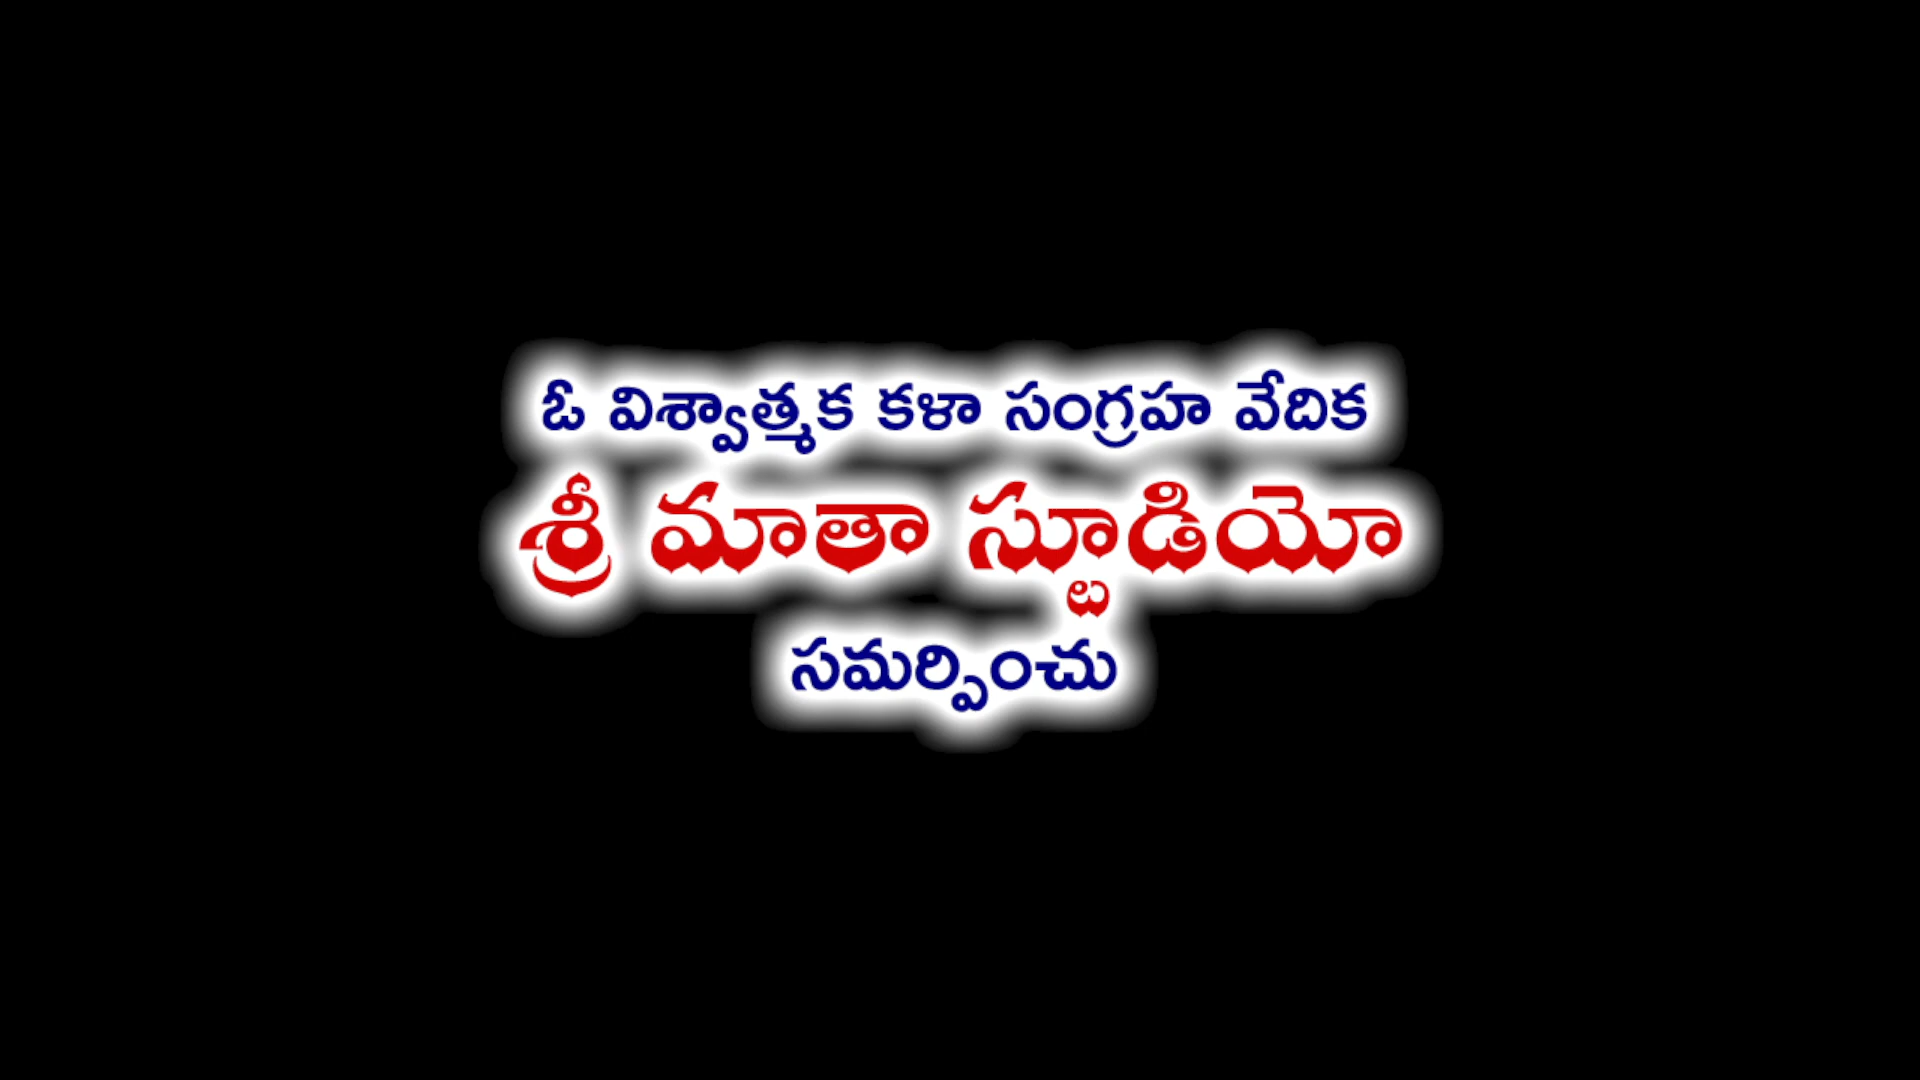 ఓ విశ్వాత్మక కళా సంగ్రహ వేదిక
శ్రీ మాతా స్టూడియో
సమర్పించు